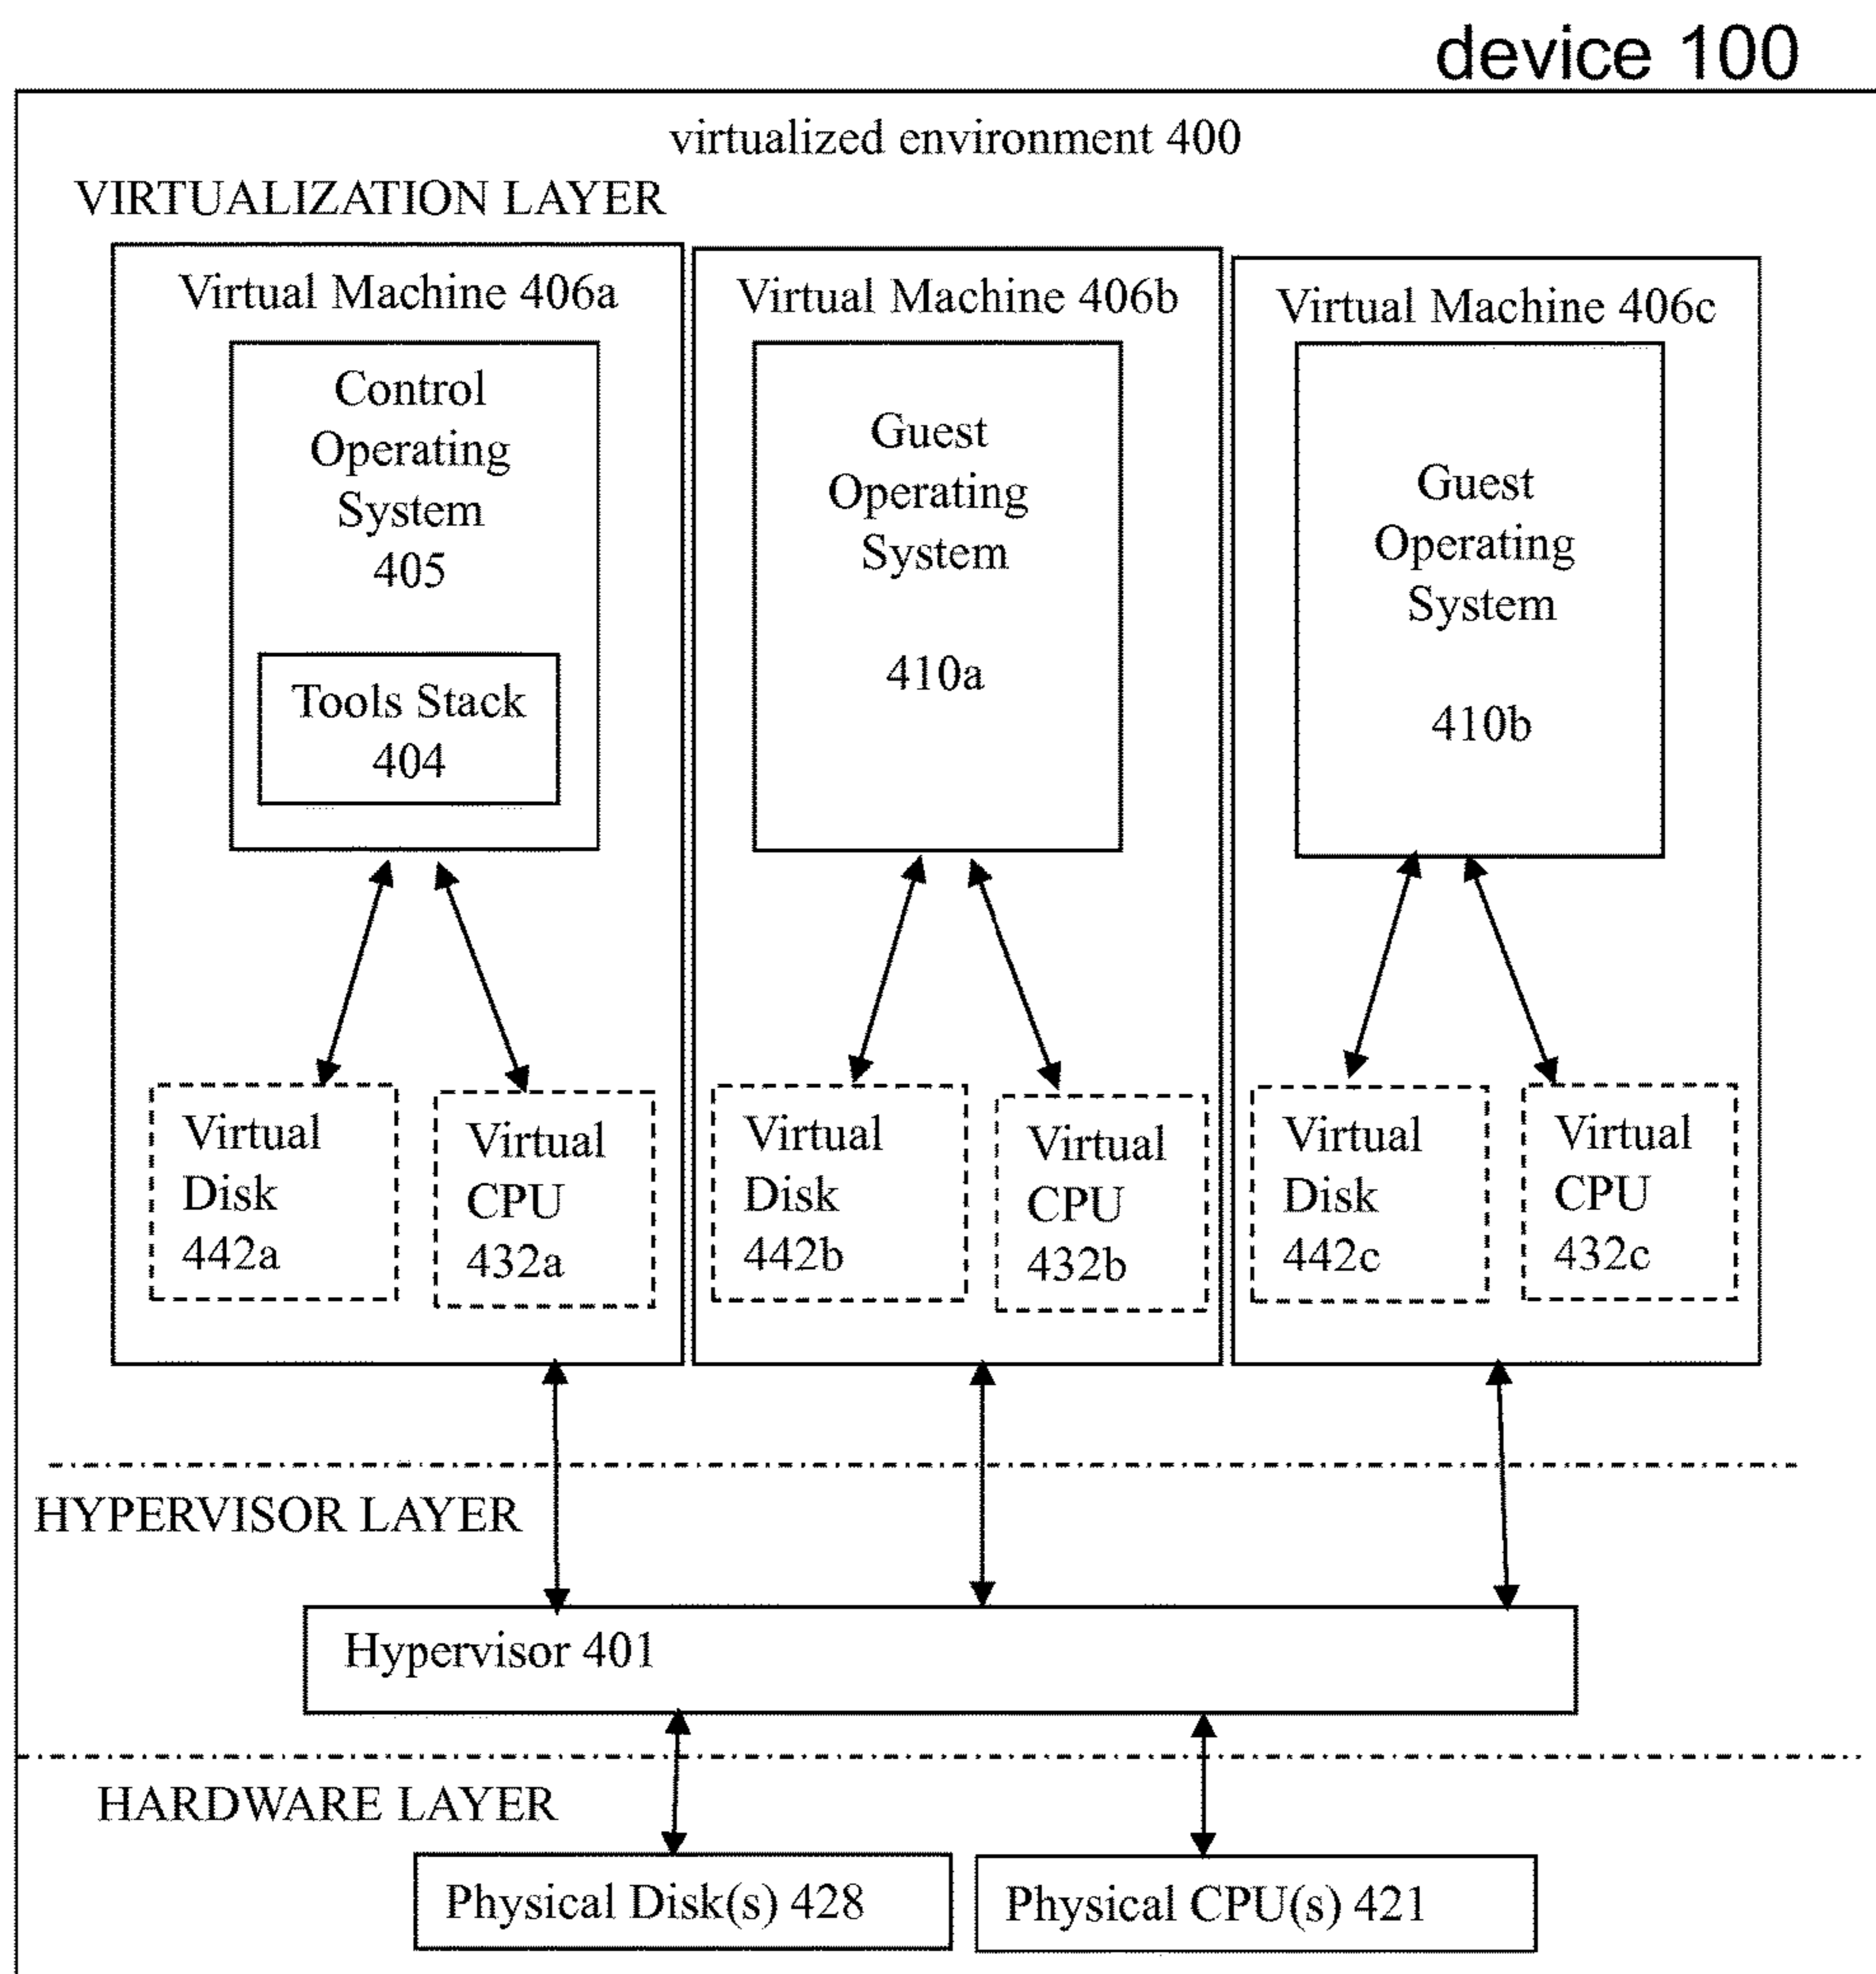 device 100
virtualized environment 400
VIRTUALIZATION LAYER
Virtual Machine 406a
Control
Operating
System
405
Tools Stack
404
Virtual
Disk
442a
Virtual
CPU
432a
Virtual Machine 406b
Guest
Operating
System
410a
Virtual
Disk
442b
Virtual
CPU
432b
Virtual Machine 406c
Guest
Operating
System
410b
Virtual
Disk
442c
Virtual
CPU
432c
HYPERVISOR LAYER
Hypervisor 401
HARDWARE LAYER
Physical Disk(s) 428
Physical CPU(s) 421